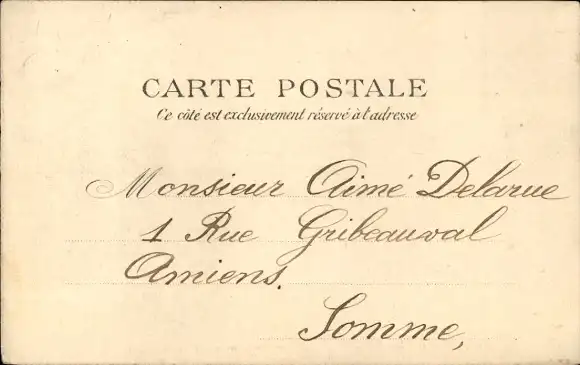 CARTE POSTALE
Ce côté est exclusivement réservé à l'adresse
Monsieur Aimé Delarue
1 Rue Gribeauval
Amiens.
Somme,